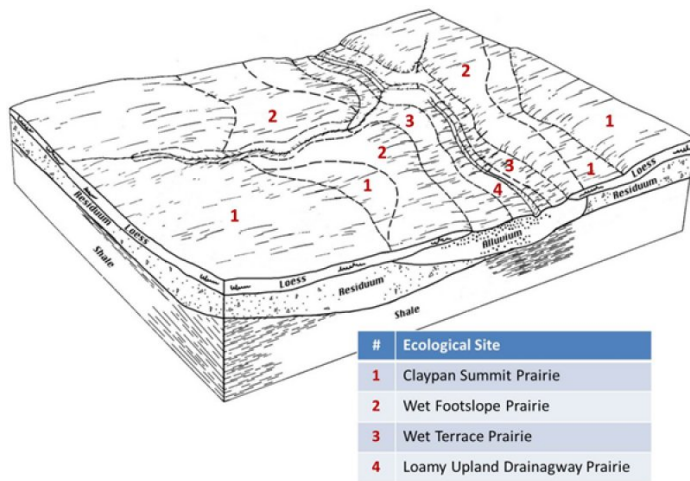 2
2
1
3
2
1
3
1
4
1
Loess
Residuum
Shale
Loess
Residuum
Alluvium
Shale
Loess
Residuum
# Ecological Site
1 Claypan Summit Prairie
2 Wet Footslope Prairie
3 Wet Terrace Prairie
4 Loamy Upland Drainagway Prairie